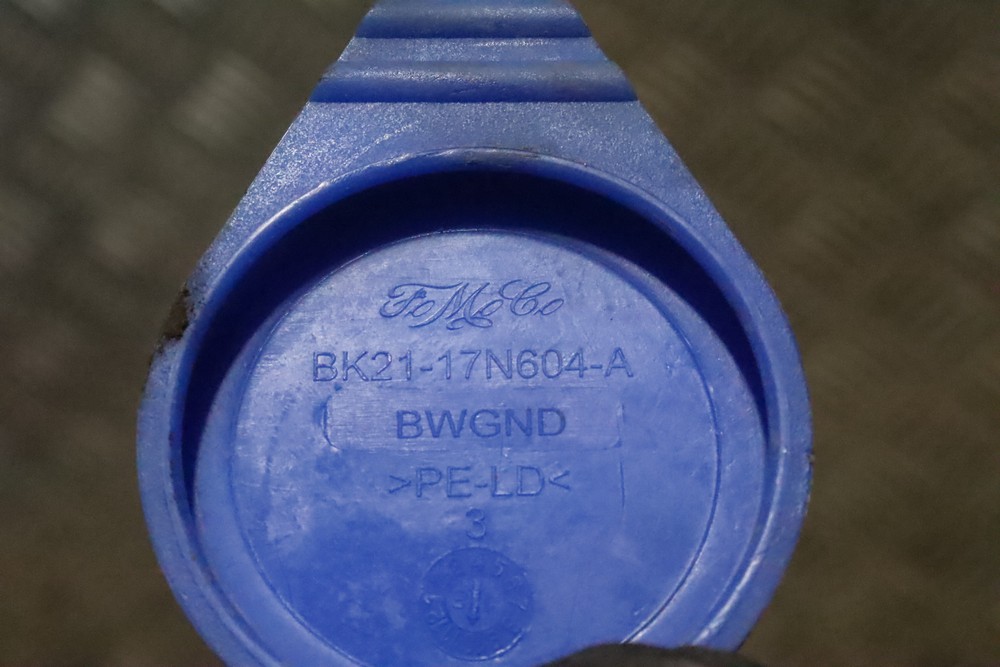 FoMoCo
BK21-17N604-A
BWGND
>PE-LD<
3